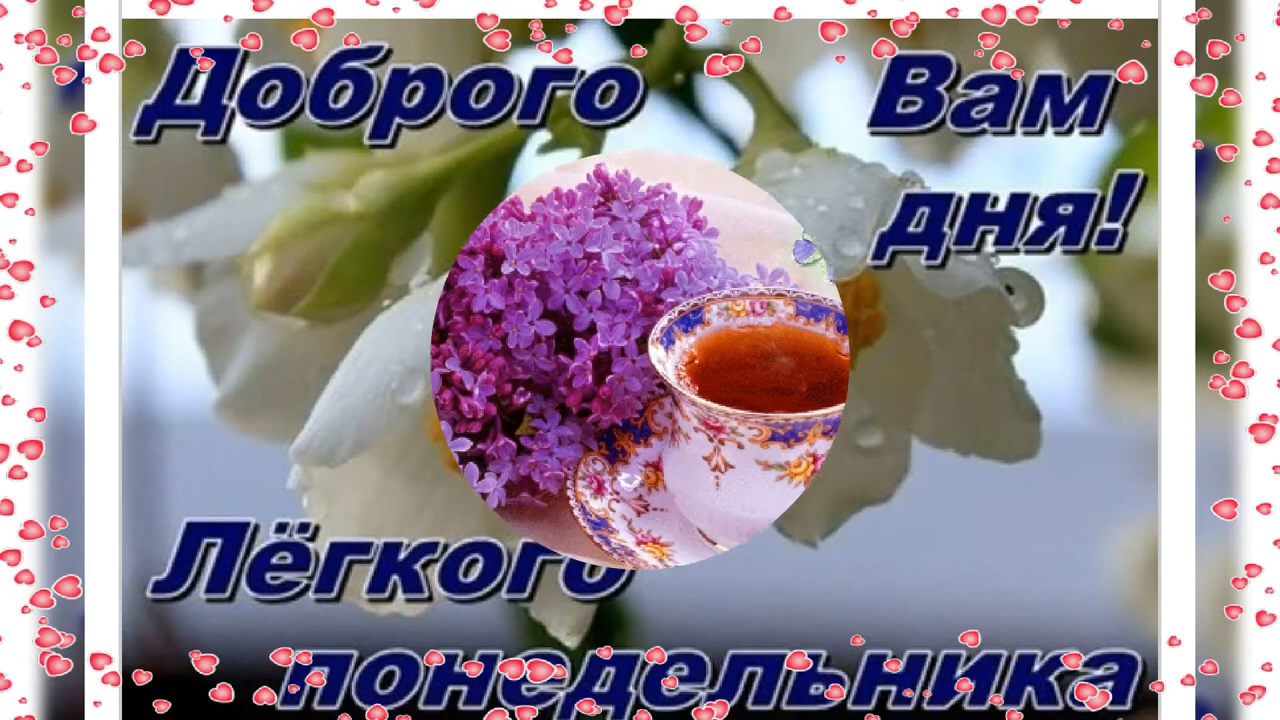 Доброго Вам
дня!
Лёгкого
понедельника